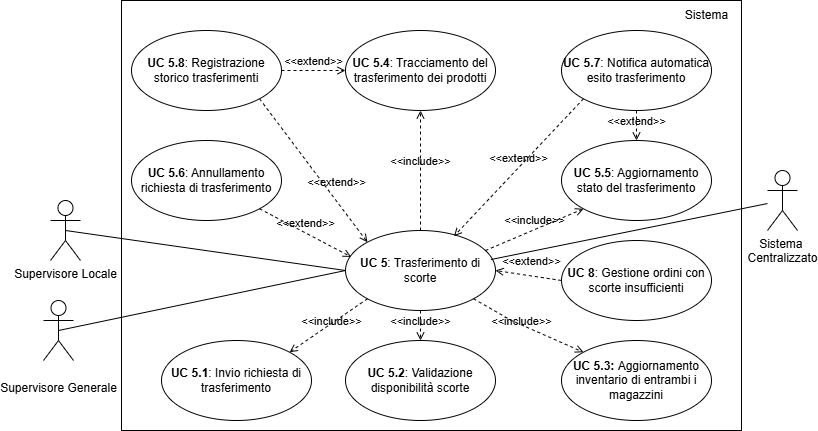 Sistema
UC 5.8: Registrazione
storico trasferimenti
<<extend>>
UC 5.4: Tracciamento del
trasferimento dei prodotti
UC 5.7: Notifica automatica
esito trasferimento
<<extend>>
UC 5.6: Annullamento
richiesta di trasferimento
<<include>>
<<extend>>
UC 5.5: Aggiornamento
stato del trasferimento
<<extend>>
<<extend>>
<<include>>
Supervisore Locale
UC 5: Trasferimento di
scorte
<<extend>>
UC 8: Gestione ordini con
scorte insufficienti
Sistema
Centralizzato
<<include>>
<<include>>
<<include>>
Supervisore Generale
UC 5.1: Invio richiesta di
trasferimento
UC 5.2: Validazione
disponibilità scorte
UC 5.3: Aggiornamento
inventario di entrambi i
magazzini